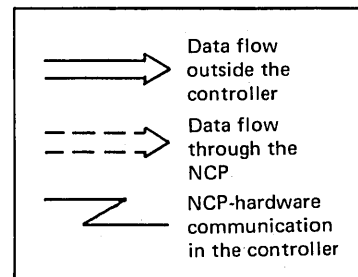 Data flow
outside the
controller
Data flow
through the
NCP
NCP-hardware
communication
in the controller